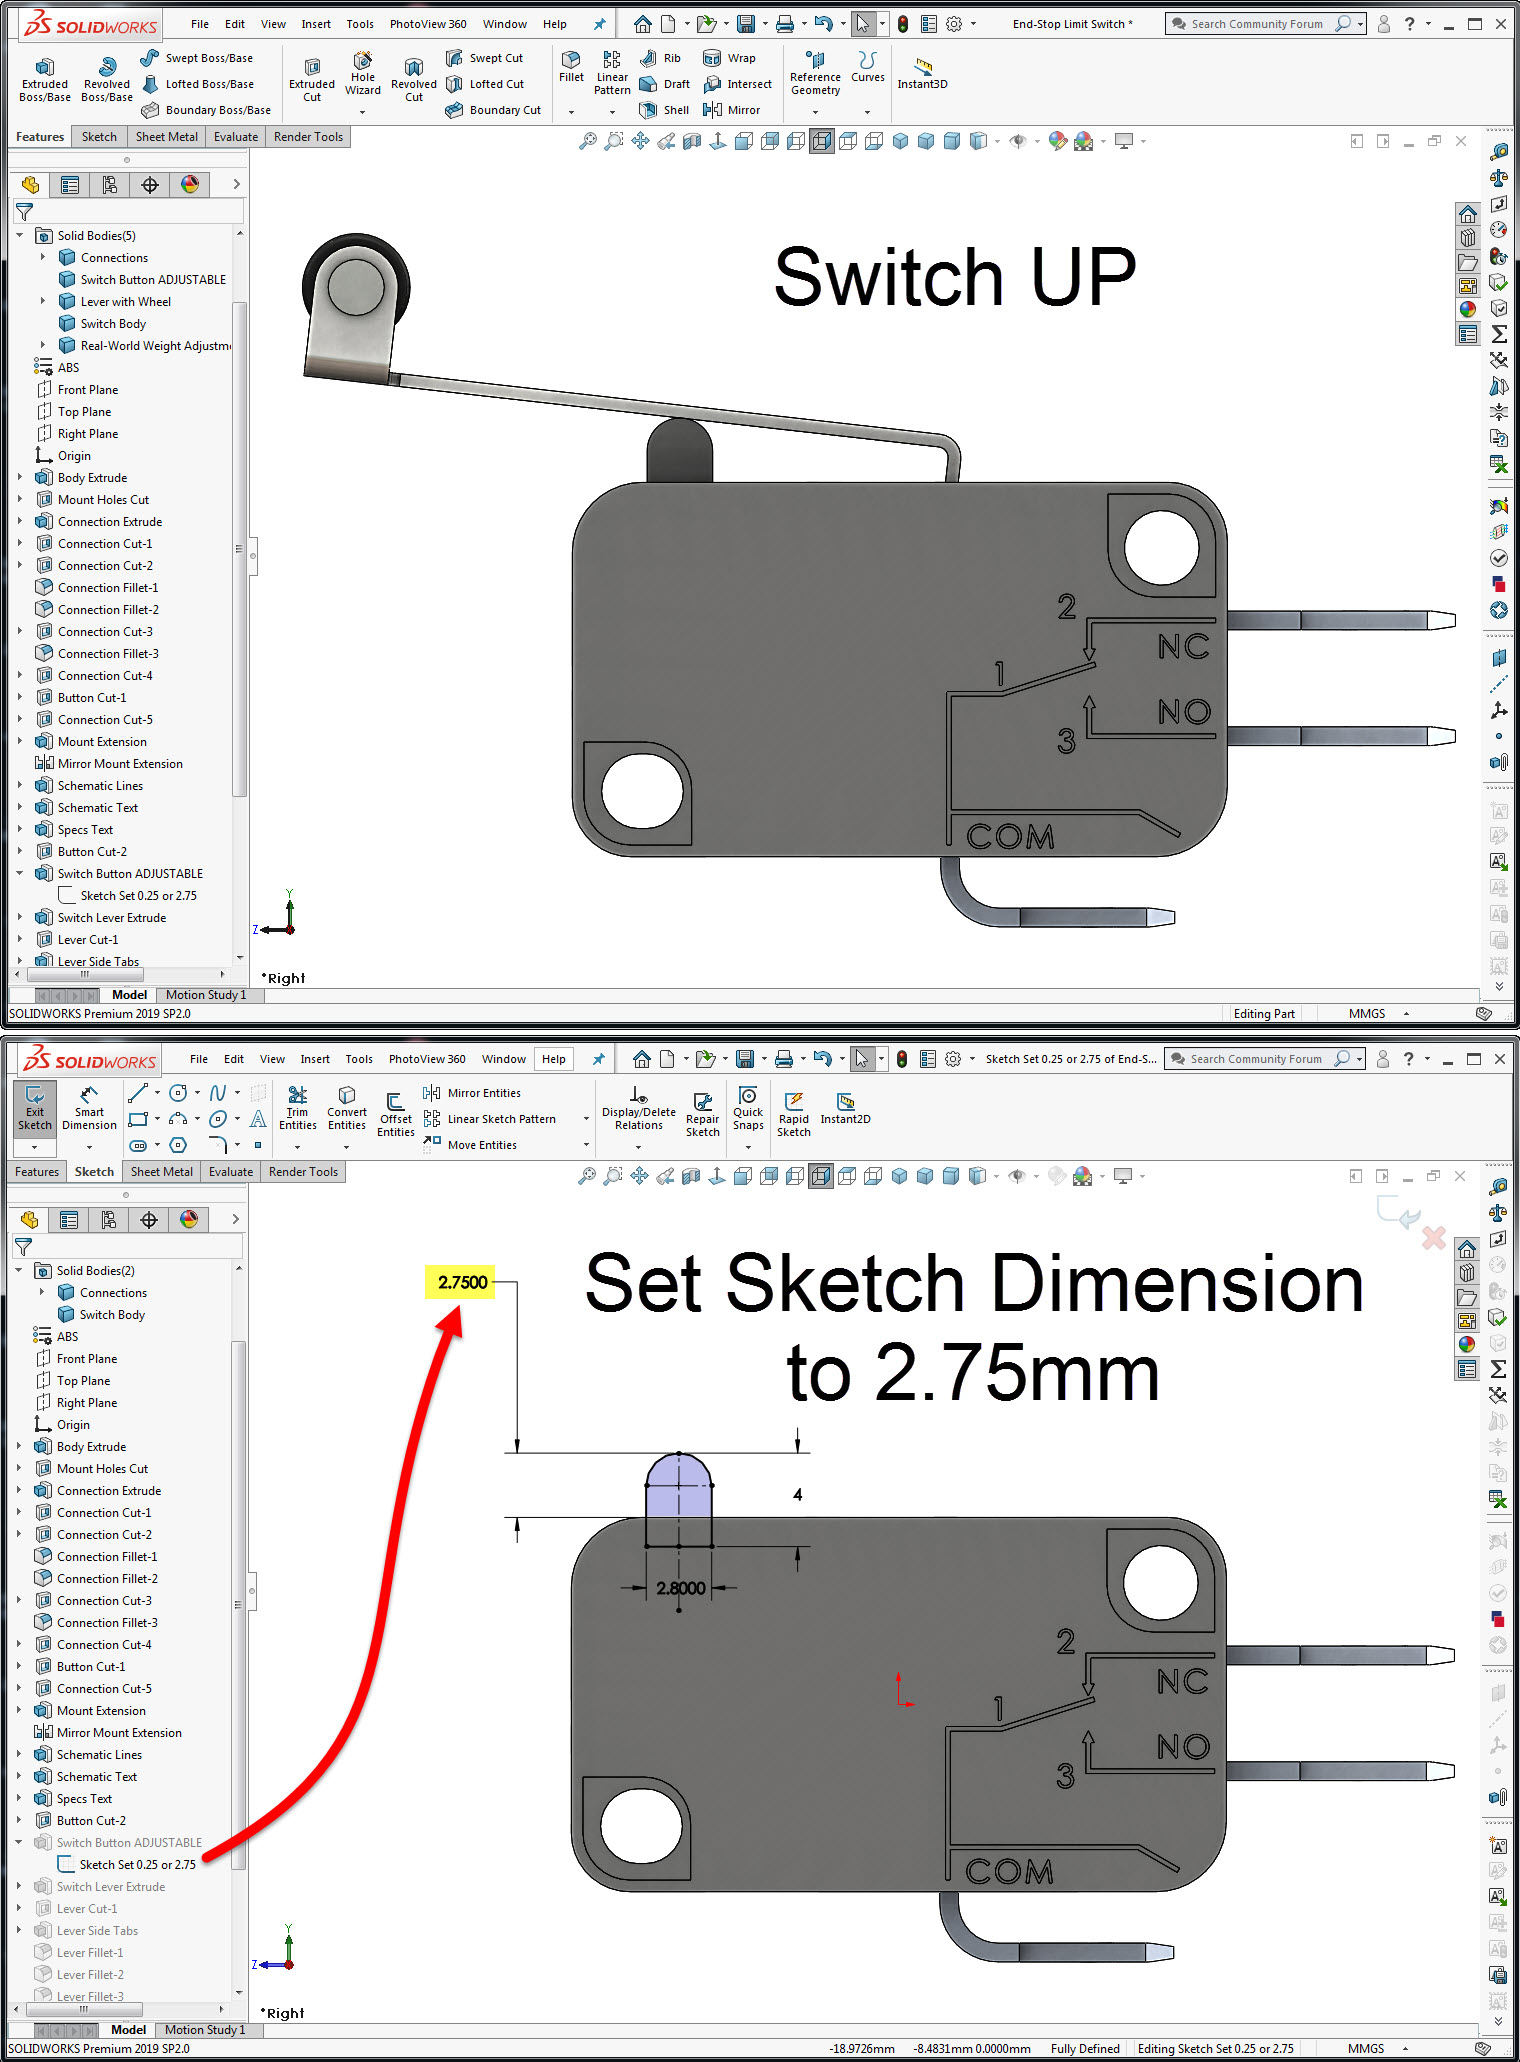 SOLIDWORKS File Edit View Insert Tools PhotoView 360 Window Help End-Stop Limit Switch * Search Community Forum ?
Extruded Boss/Base
Revolved Boss/Base
Swept Boss/Base
Lofted Boss/Base
Boundary Boss/Base
Extruded Cut
Hole Wizard
Revolved Cut
Swept Cut
Lofted Cut
Boundary Cut
Fillet
Linear Pattern
Rib
Draft
Shell
Wrap
Intersect
Mirror
Reference Geometry
Curves
Instant3D
Features Sketch Sheet Metal Evaluate Render Tools
Solid Bodies(5)
Connections
Switch Button ADJUSTABLE
Lever with Wheel
Switch Body
Real-World Weight Adjustm
ABS
Front Plane
Top Plane
Right Plane
Origin
Body Extrude
Mount Holes Cut
Connection Extrude
Connection Cut-1
Connection Cut-2
Connection Fillet-1
Connection Fillet-2
Connection Cut-3
Connection Fillet-3
Connection Cut-4
Button Cut-1
Connection Cut-5
Mount Extension
Mirror Mount Extension
Schematic Lines
Schematic Text
Specs Text
Button Cut-2
Switch Button ADJUSTABLE
Sketch Set 0.25 or 2.75
Switch Lever Extrude
Lever Cut-1
Lever Side Tabs
Switch UP
2
NC
1
NO
3
COM
Y
Z
*Right
Model Motion Study 1
SOLIDWORKS Premium 2019 SP2.0 Editing Part MMGS
SOLIDWORKS File Edit View Insert Tools PhotoView 360 Window Help Sketch Set 0.25 or 2.75 of End-S... Search Community Forum ?
Exit Sketch
Smart Dimension
Trim Entities
Convert Entities
Offset Entities
Mirror Entities
Linear Sketch Pattern
Move Entities
Display/Delete Relations
Repair Sketch
Quick Snaps
Rapid Sketch
Instant2D
Features Sketch Sheet Metal Evaluate Render Tools
Solid Bodies(2)
Connections
Switch Body
ABS
Front Plane
Top Plane
Right Plane
Origin
Body Extrude
Mount Holes Cut
Connection Extrude
Connection Cut-1
Connection Cut-2
Connection Fillet-1
Connection Fillet-2
Connection Cut-3
Connection Fillet-3
Connection Cut-4
Button Cut-1
Connection Cut-5
Mount Extension
Mirror Mount Extension
Schematic Lines
Schematic Text
Specs Text
Button Cut-2
Switch Button ADJUSTABLE
Sketch Set 0.25 or 2.75
Switch Lever Extrude
Lever Cut-1
Lever Side Tabs
Lever Fillet-1
Lever Fillet-2
Lever Fillet-3
2.7500
Set Sketch Dimension
to 2.75mm
4
2.8000
2
NC
1
NO
3
COM
Y
Z
*Right
Model Motion Study 1
SOLIDWORKS Premium 2019 SP2.0 -18.9726mm -8.4831mm 0.0000mm Fully Defined Editing Sketch Set 0.25 or 2.75 MMGS